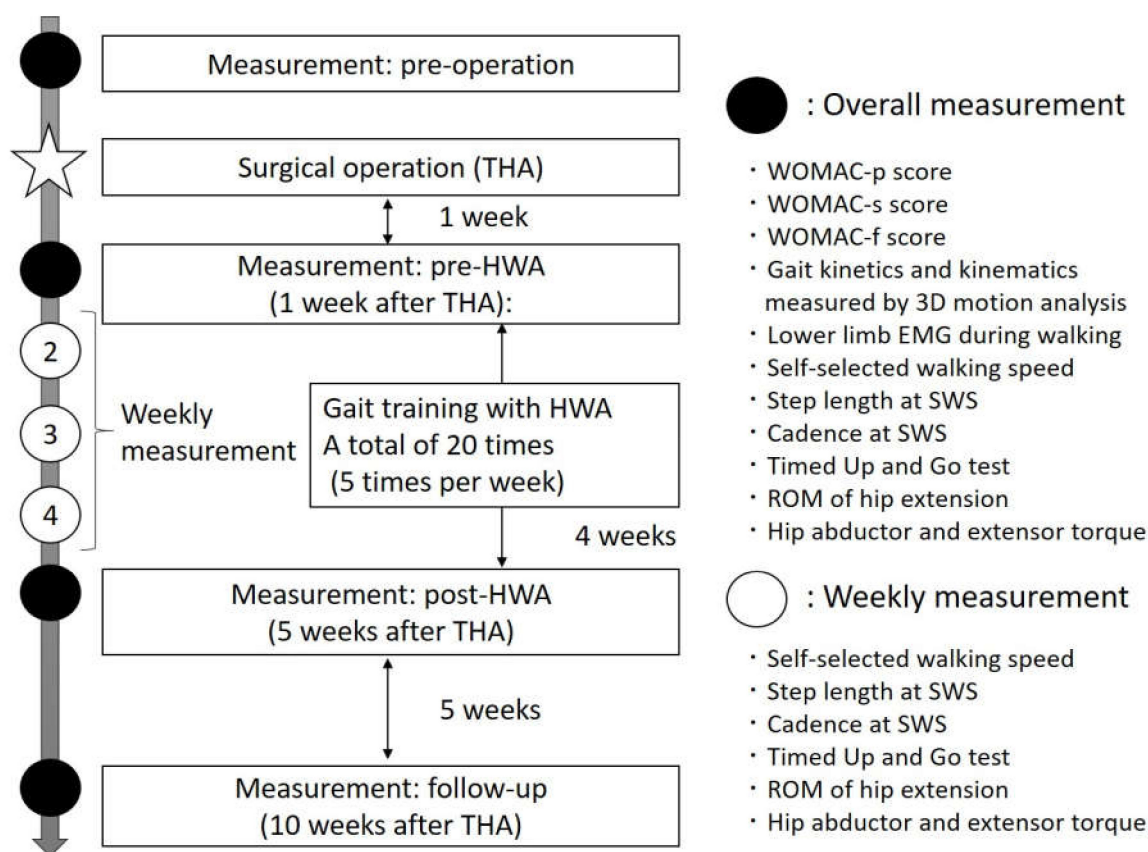 Measurement: pre-operation
Surgical operation (THA)
1 week
Measurement: pre-HWA
(1 week after THA):
2
3
4
Weekly
measurement
Gait training with HWA
A total of 20 times
(5 times per week)
4 weeks
Measurement: post-HWA
(5 weeks after THA)
5 weeks
Measurement: follow-up
(10 weeks after THA)
: Overall measurement
・WOMAC-p score
・WOMAC-s score
・WOMAC-f score
・Gait kinetics and kinematics
measured by 3D motion analysis
・Lower limb EMG during walking
・Self-selected walking speed
・Step length at SWS
・Cadence at SWS
・Timed Up and Go test
・ROM of hip extension
・Hip abductor and extensor torque
: Weekly measurement
・Self-selected walking speed
・Step length at SWS
・Cadence at SWS
・Timed Up and Go test
・ROM of hip extension
・Hip abductor and extensor torque